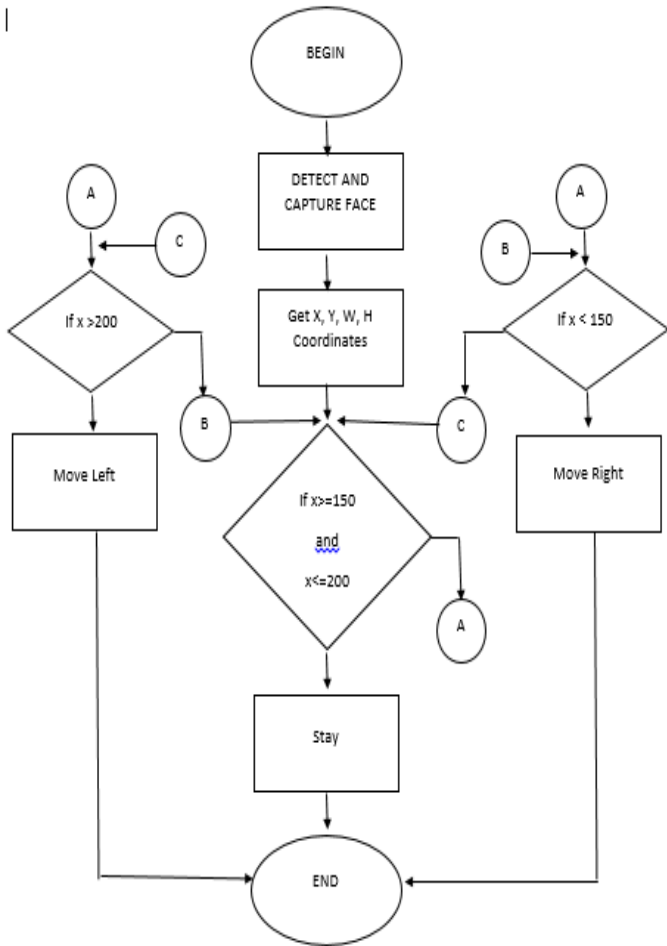 BEGIN
DETECT AND
CAPTURE FACE
A
C
A
B
If x >200
Get X, Y, W, H
Coordinates
If x < 150
B
C
Move Left
If x>=150
and
x<=200
Move Right
A
Stay
END